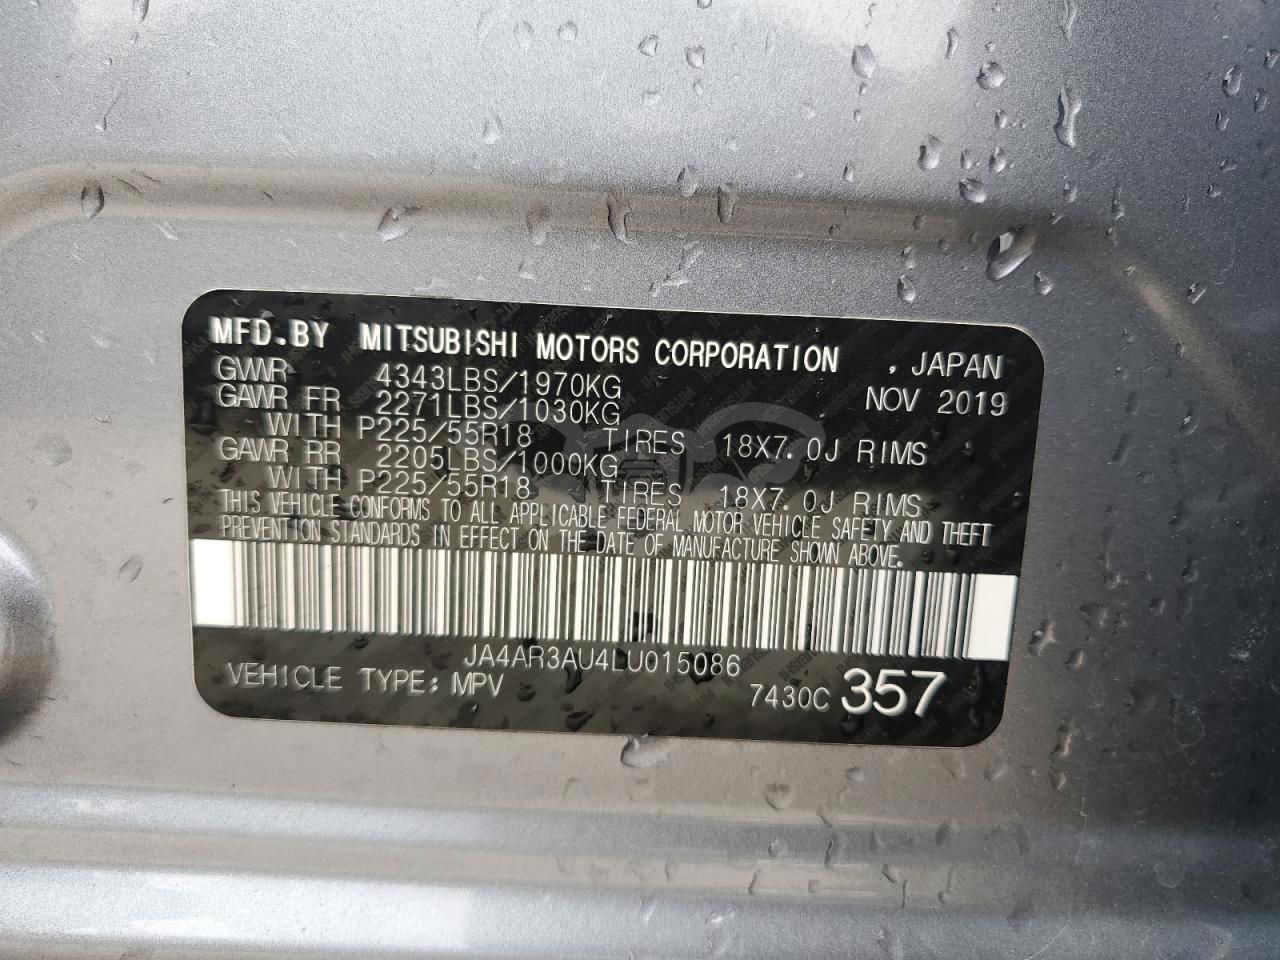 MFD.BY MITSUBISHI MOTORS CORPORATION , JAPAN
GVWR 4343LBS/1970KG NOV 2019
GAWR FR 2271LBS/1030KG
WITH P225/55R18 TIRES 18X7.0J RIMS
GAWR RR 2205LBS/1000KG
WITH P225/55R18 TIRES 18X7.0J RIMS
THIS VEHICLE CONFORMS TO ALL APPLICABLE FEDERAL MOTOR VEHICLE SAFETY AND THEFT
PREVENTION STANDARDS IN EFFECT ON THE DATE OF MANUFACTURE SHOWN ABOVE.
JA4AR3AU4LU015086
VEHICLE TYPE: MPV 7430C 357